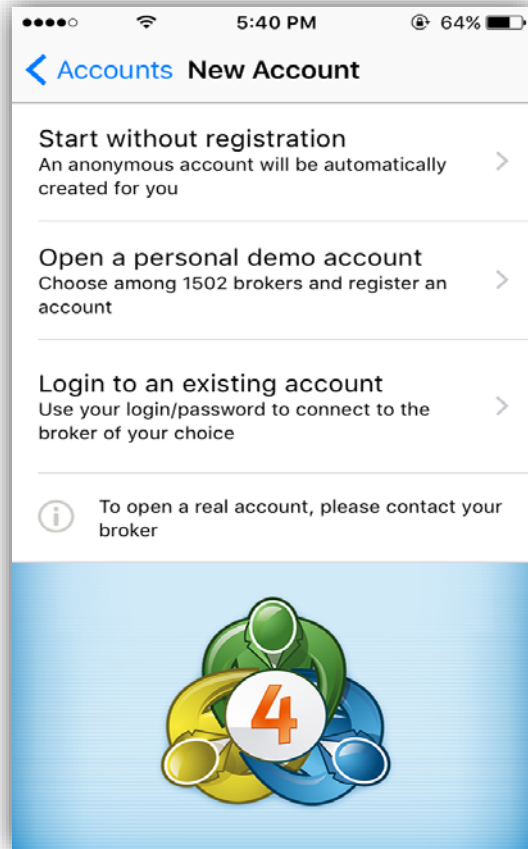 5:40 PM 64%
Accounts New Account
Start without registration
An anonymous account will be automatically
created for you
Open a personal demo account
Choose among 1502 brokers and register an
account
Login to an existing account
Use your login/password to connect to the
broker of your choice
To open a real account, please contact your
broker
4